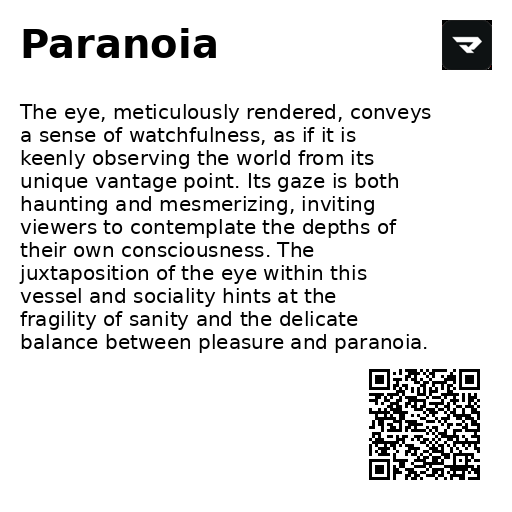 Paranoia
The eye, meticulously rendered, conveys
a sense of watchfulness, as if it is
keenly observing the world from its
unique vantage point. Its gaze is both
haunting and mesmerizing, inviting
viewers to contemplate the depths of
their own consciousness. The
juxtaposition of the eye within this
vessel and sociality hints at the
fragility of sanity and the delicate
balance between pleasure and paranoia.